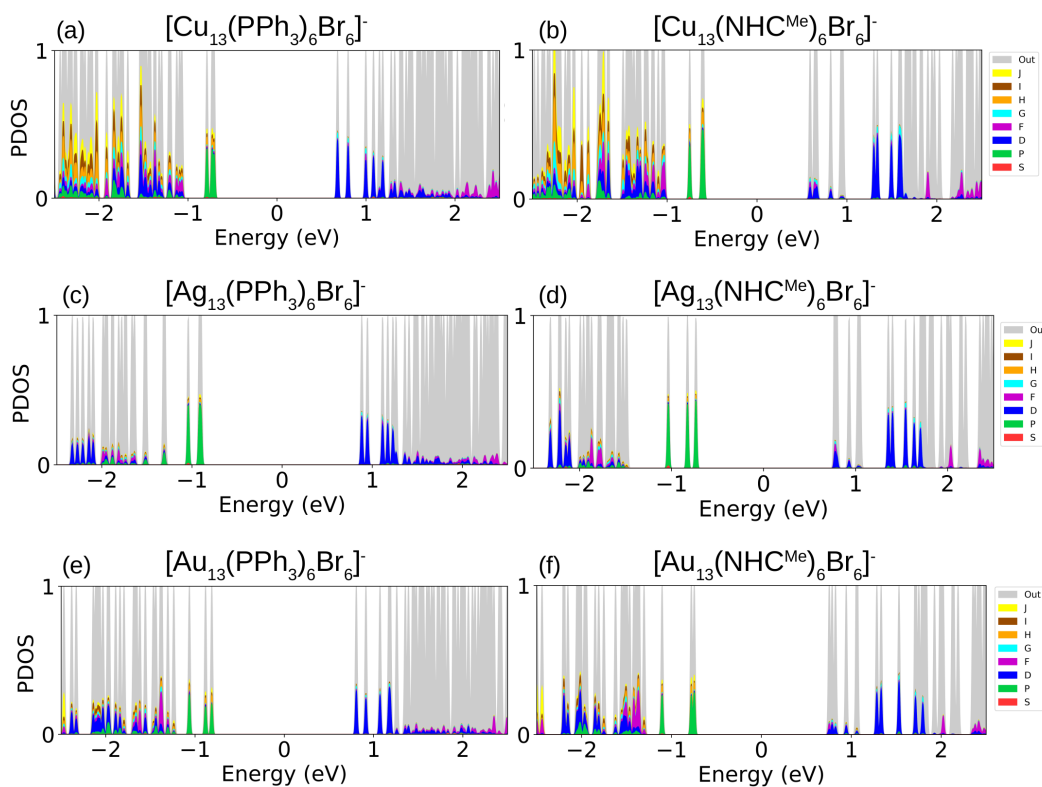 (a) [Cu13(PPh3)6Br6]-
1
PDOS
0
−2 −1 0 1 2
Energy (eV)
(b) [Cu13(NHCMe)6Br6]-
1
0
−2 −1 0 1 2
Energy (eV)
Out
J
I
H
G
F
D
P
S
(c) [Ag13(PPh3)6Br6]-
1
PDOS
0
−2 −1 0 1 2
Energy (eV)
(d) [Ag13(NHCMe)6Br6]-
1
0
−2 −1 0 1 2
Energy (eV)
Ou
J
I
H
G
F
D
P
S
(e) [Au13(PPh3)6Br6]-
1
PDOS
0
−2 −1 0 1 2
Energy (eV)
(f) [Au13(NHCMe)6Br6]-
1
0
−2 −1 0 1 2
Energy (eV)
Out
J
I
H
G
F
D
P
S